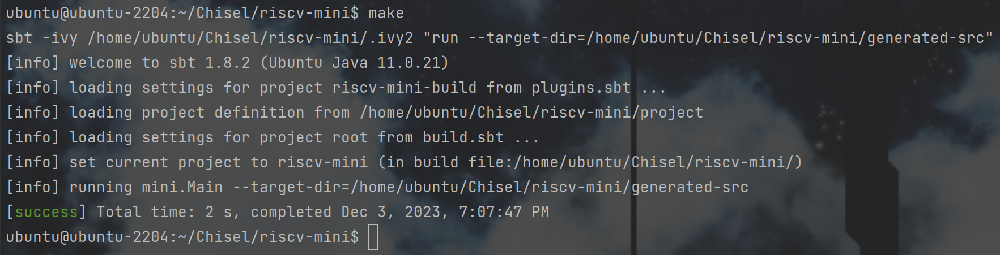 ubuntu@ubuntu-2204:~/Chisel/riscv-mini$ make
sbt -ivy /home/ubuntu/Chisel/riscv-mini/.ivy2 "run --target-dir=/home/ubuntu/Chisel/riscv-mini/generated-src"
[info] welcome to sbt 1.8.2 (Ubuntu Java 11.0.21)
[info] loading settings for project riscv-mini-build from plugins.sbt ...
[info] loading project definition from /home/ubuntu/Chisel/riscv-mini/project
[info] loading settings for project root from build.sbt ...
[info] set current project to riscv-mini (in build file:/home/ubuntu/Chisel/riscv-mini/)
[info] running mini.Main --target-dir=/home/ubuntu/Chisel/riscv-mini/generated-src
[success] Total time: 2 s, completed Dec 3, 2023, 7:07:47 PM
ubuntu@ubuntu-2204:~/Chisel/riscv-mini$